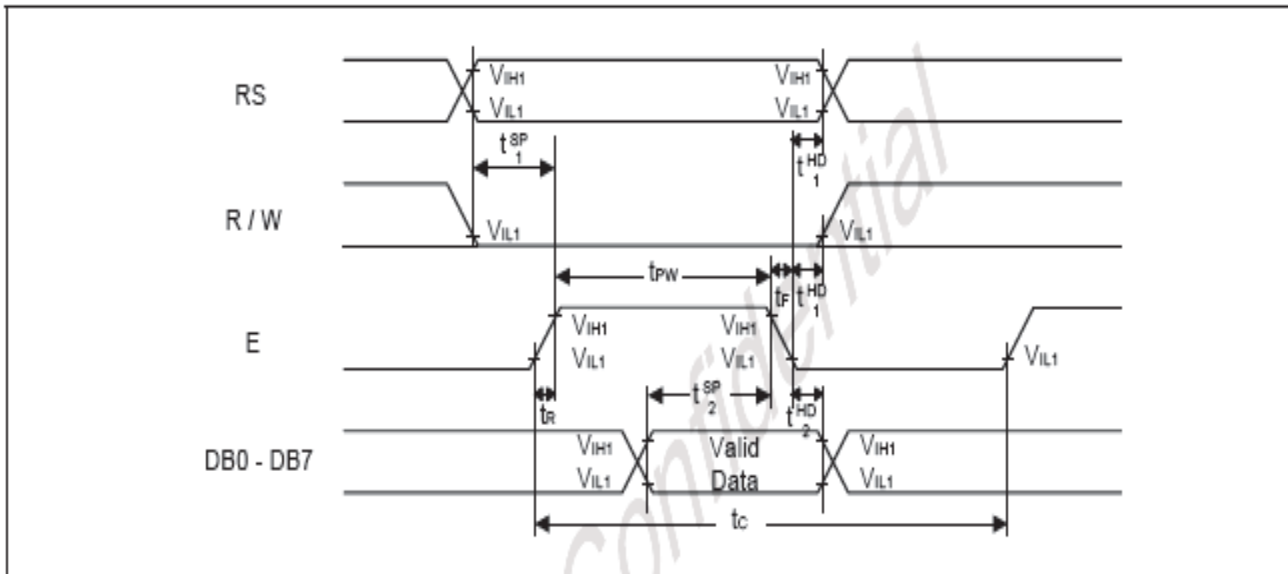 RS
VIH1
VIL1
VIH1
VIL1
tSP1
tHD1
R / W
VIL1
VIL1
tPW
tF
tHD1
E
VIH1
VIL1
VIH1
VIL1
VIL1
tR
tSP2
tHD2
DB0 - DB7
VIH1
VIL1
Valid
Data
VIH1
VIL1
tC
Confidential